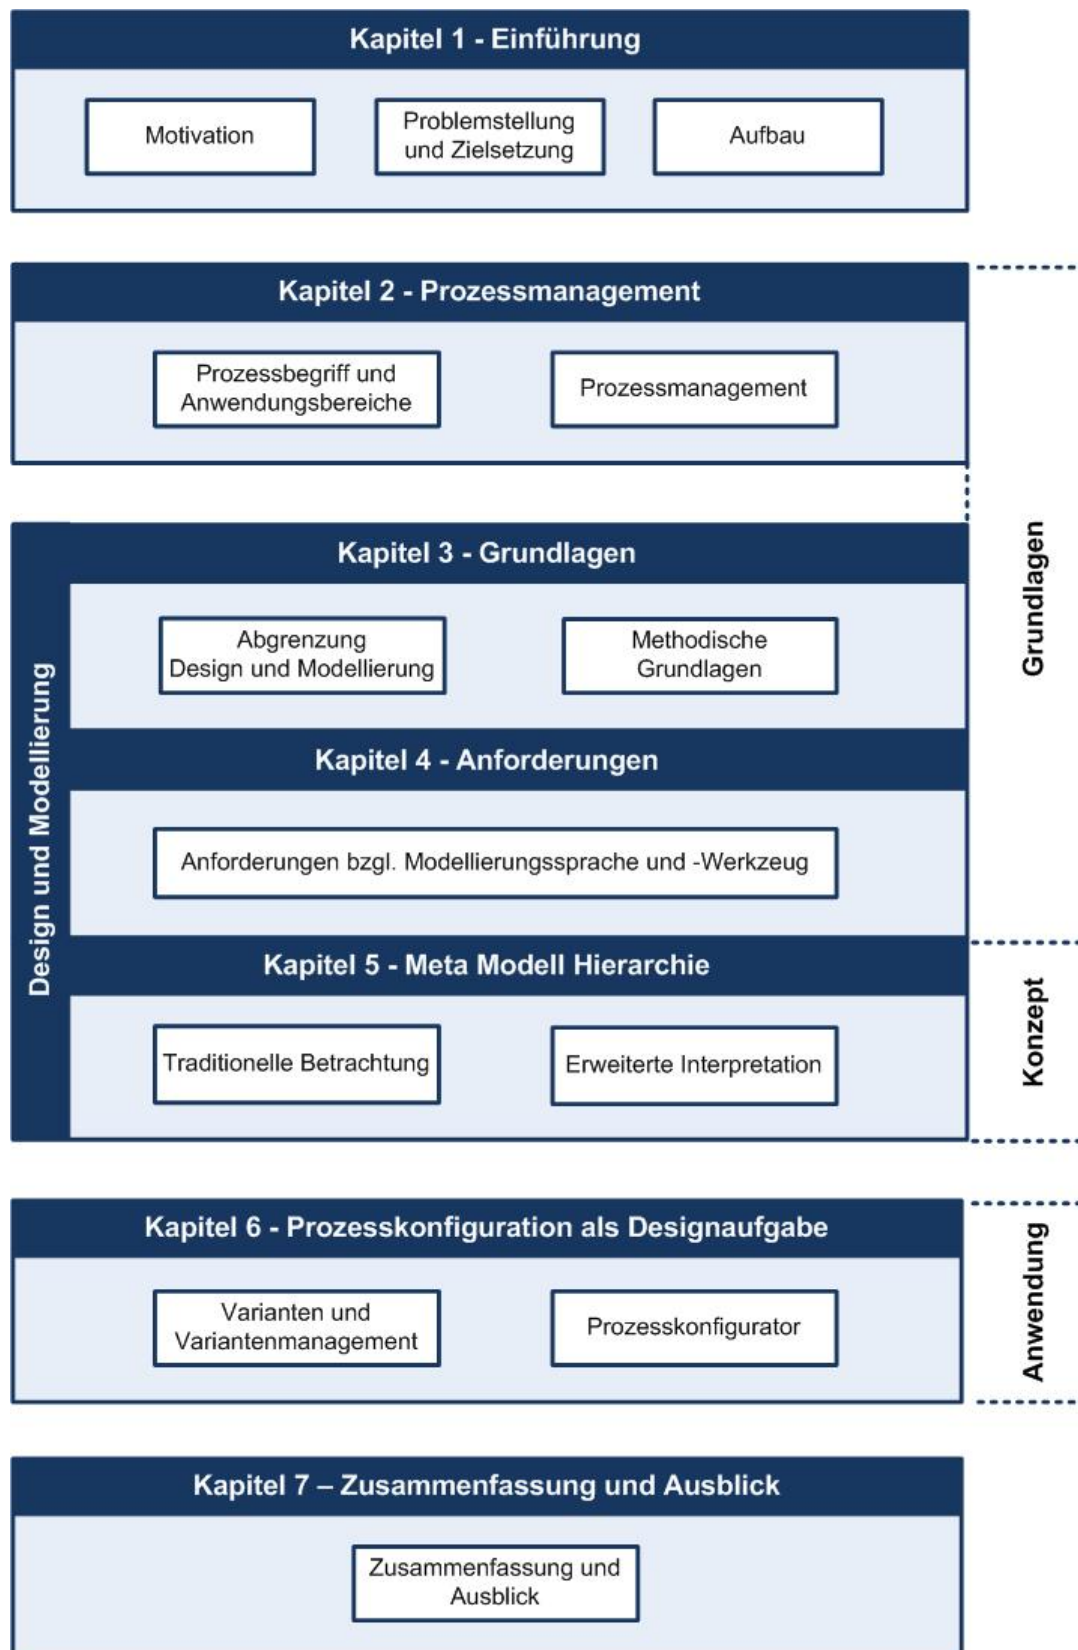 Kapitel 1 - Einführung
Motivation
Problemstellung
und Zielsetzung
Aufbau
Kapitel 2 - Prozessmanagement
Prozessbegriff und
Anwendungsbereiche
Prozessmanagement
Grundlagen
Design und Modellierung
Kapitel 3 - Grundlagen
Abgrenzung
Design und Modellierung
Methodische
Grundlagen
Kapitel 4 - Anforderungen
Anforderungen bzgl. Modellierungssprache und -Werkzeug
Kapitel 5 - Meta Modell Hierarchie
Traditionelle Betrachtung
Erweiterte Interpretation
Konzept
Kapitel 6 - Prozesskonfiguration als Designaufgabe
Varianten und
Variantenmanagement
Prozesskonfigurator
Anwendung
Kapitel 7 – Zusammenfassung und Ausblick
Zusammenfassung und
Ausblick